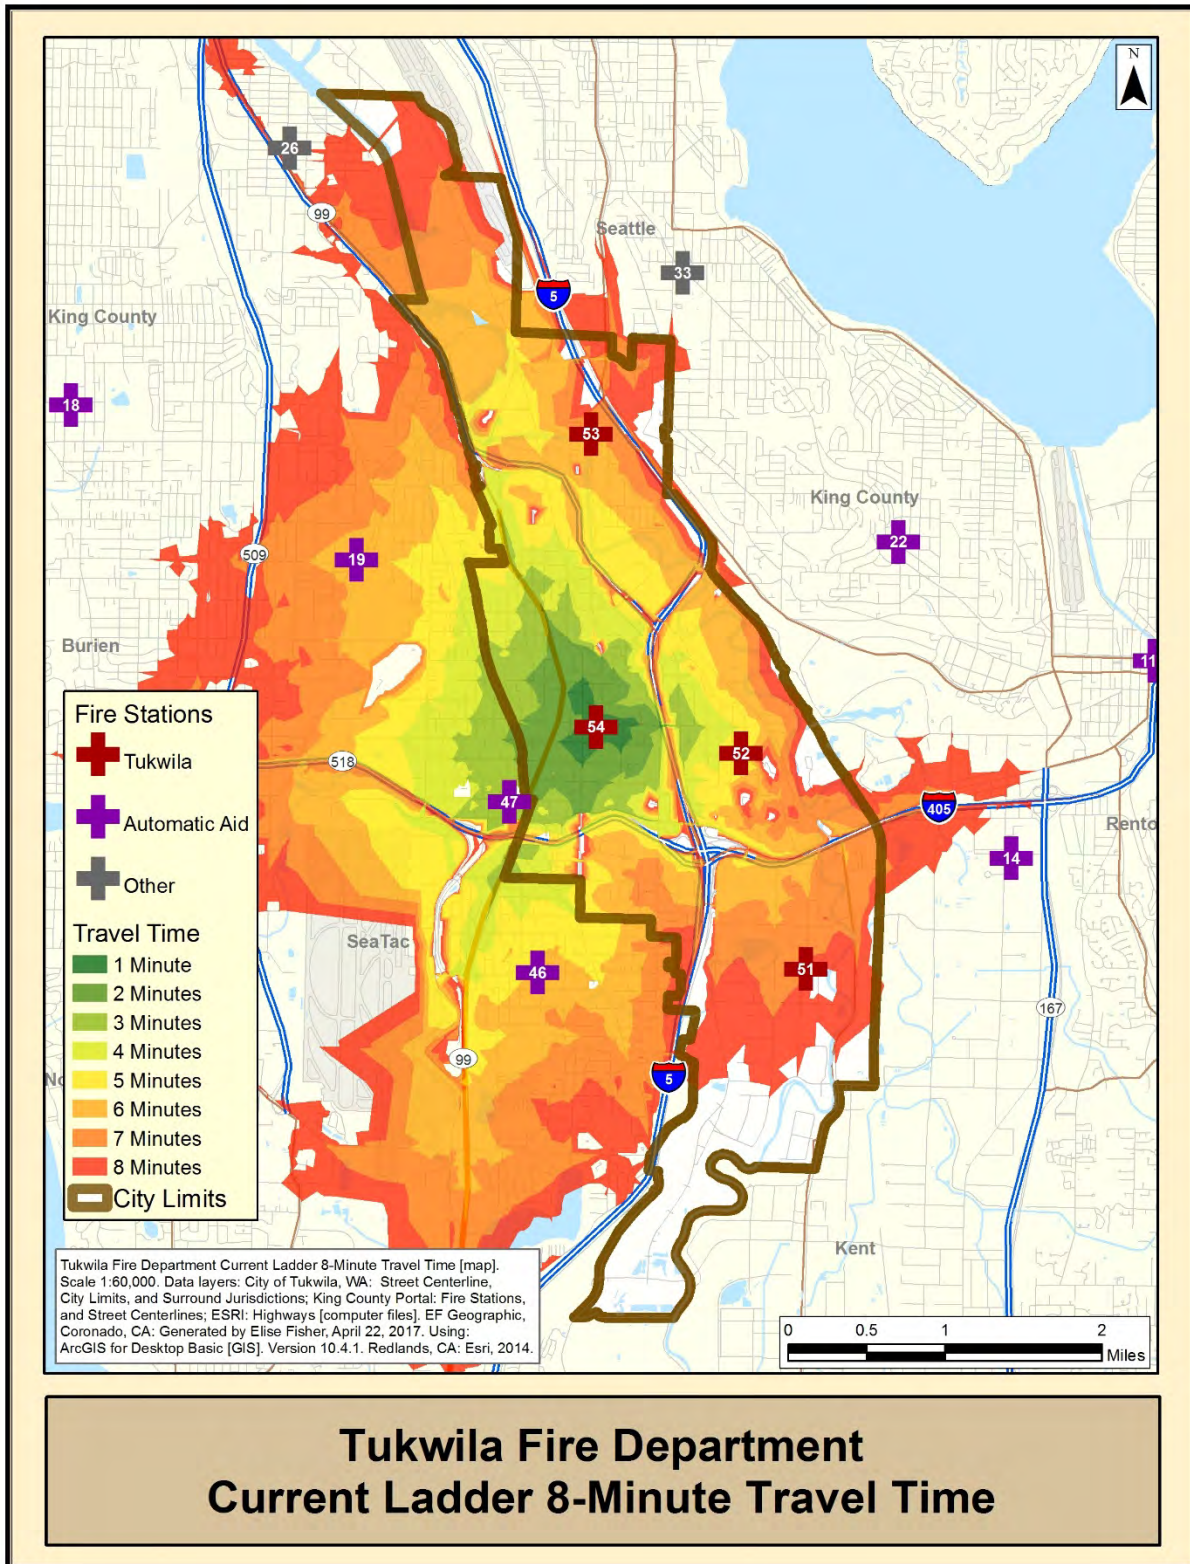 N
26
99
Seattle
33
5
King County
18
53
King County
22
19
509
Burien
11
54
52
518
47
405
Rento
14
SeaTac
46
51
167
99
5
No
Kent
Fire Stations
Tukwila
Automatic Aid
Other
Travel Time
1 Minute
2 Minutes
3 Minutes
4 Minutes
5 Minutes
6 Minutes
7 Minutes
8 Minutes
City Limits
Tukwila Fire Department Current Ladder 8-Minute Travel Time [map].
Scale 1:60,000. Data layers: City of Tukwila, WA: Street Centerline,
City Limits, and Surround Jurisdictions; King County Portal: Fire Stations,
and Street Centerlines; ESRI: Highways [computer files]. EF Geographic,
Coronado, CA: Generated by Elise Fisher, April 22, 2017. Using:
ArcGIS for Desktop Basic [GIS]. Version 10.4.1. Redlands, CA: Esri, 2014.
0 0.5 1 2
Miles
Tukwila Fire Department
Current Ladder 8-Minute Travel Time